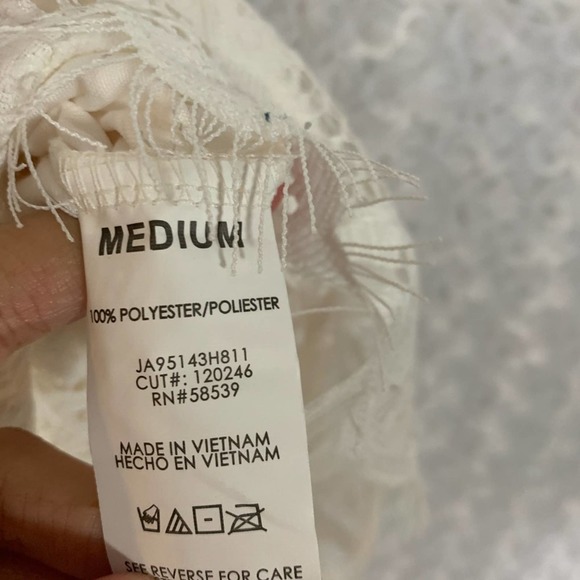 MEDIUM
100% POLYESTER/POLIESTER
JA95143H811
CUT#: 120246
RN#58539
MADE IN VIETNAM
HECHO EN VIETNAM
SEE REVERSE FOR CARE